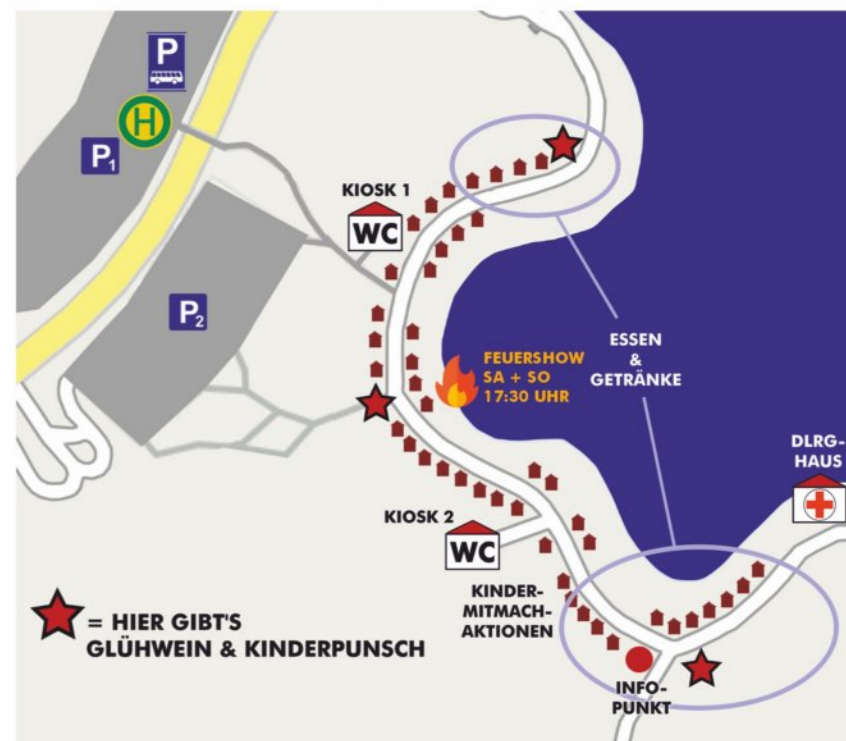 P
H
P1
KIOSK 1
WC
P2
ESSEN
&
GETRÄNKE
FEUERSHOW
SA + SO
17:30 UHR
DLRG-
HAUS
KIOSK 2
WC
KINDER-
MITMACH-
AKTIONEN
= HIER GIBT'S
GLÜHWEIN & KINDERPUNSCH
INFO-
PUNKT